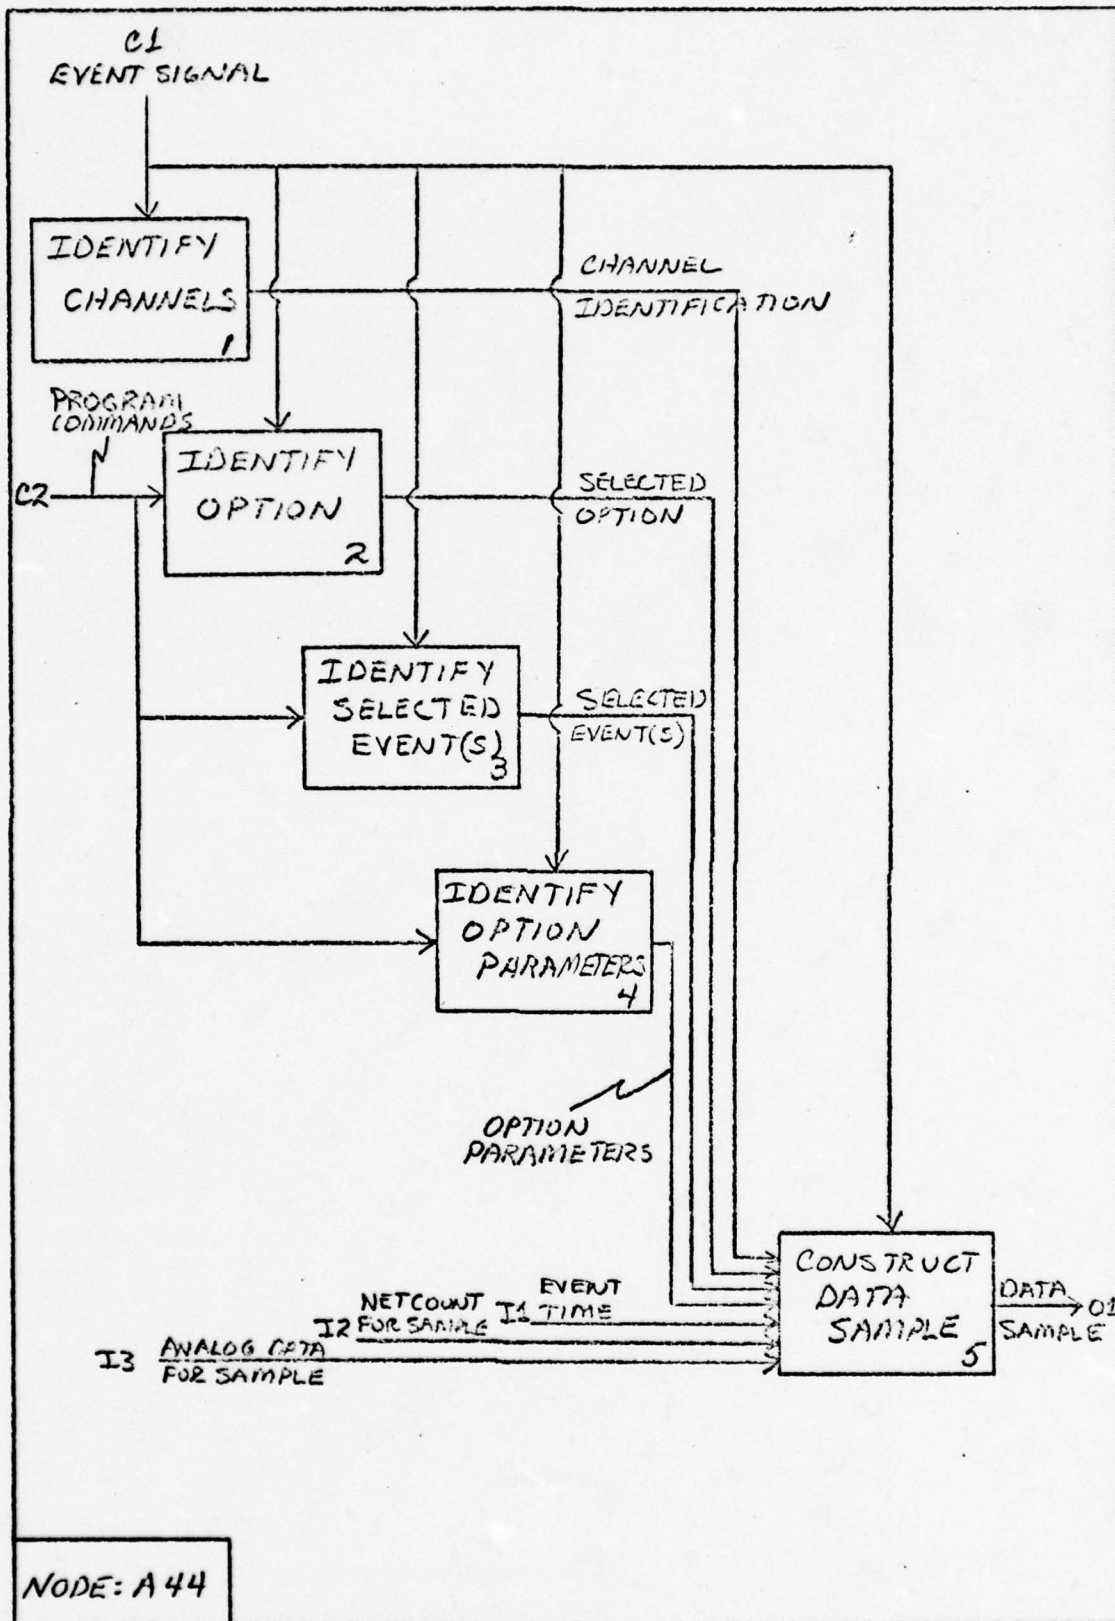 C1
EVENT SIGNAL
IDENTIFY
CHANNELS
1
CHANNEL
IDENTIFICATION
PROGRAM
COMMANDS
C2
IDENTIFY
OPTION
2
SELECTED
OPTION
IDENTIFY
SELECTED
EVENT(S)
3
SELECTED
EVENT(S)
IDENTIFY
OPTION
PARAMETERS
4
OPTION
PARAMETERS
CONSTRUCT
DATA
SAMPLE
5
DATA
SAMPLE
O1
I1 EVENT
TIME
I2 NETCOUNT
FOR SAMPLE
I3 ANALOG DATA
FOR SAMPLE
NODE: A44